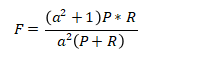 F = (a² + 1)P * R / a²(P + R)